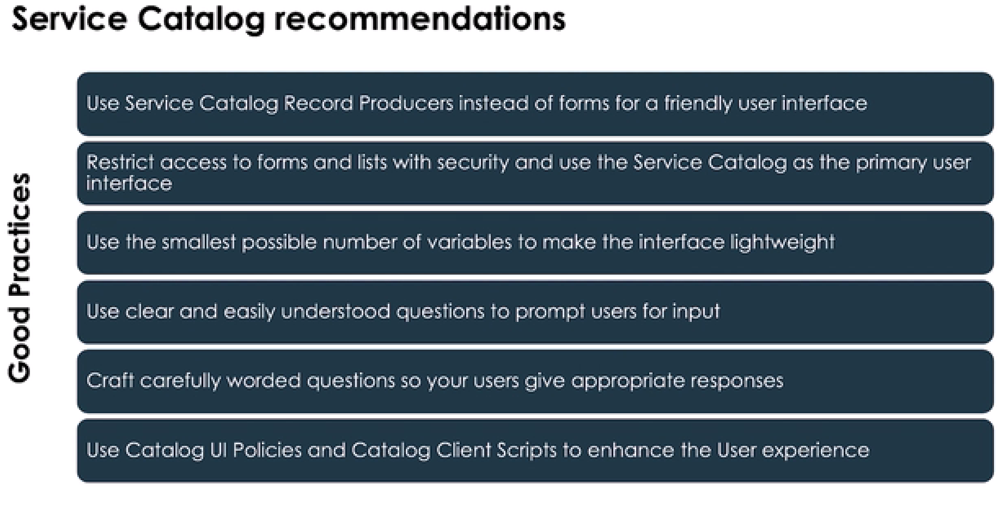 Service Catalog recommendations
Good Practices
Use Service Catalog Record Producers instead of forms for a friendly user interface
Restrict access to forms and lists with security and use the Service Catalog as the primary user
interface
Use the smallest possible number of variables to make the interface lightweight
Use clear and easily understood questions to prompt users for input
Craft carefully worded questions so your users give appropriate responses
Use Catalog UI Policies and Catalog Client Scripts to enhance the User experience